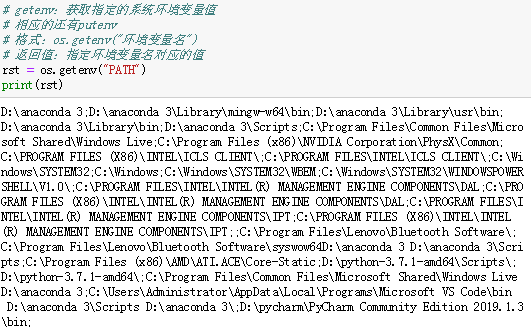 # getenv: 获取指定的系统环境变量值
# 相应的还有putenv
# 格式: os.getenv("环境变量名")
# 返回值: 指定环境变量名对应的值
rst = os.getenv("PATH")
print(rst)
D:\anaconda 3;D:\anaconda 3\Library\mingw-w64\bin;D:\anaconda 3\Library\usr\bin;
D:\anaconda 3\Library\bin;D:\anaconda 3\Scripts;C:\Program Files\Common Files\Micro
soft Shared\Windows Live;C:\Program Files (x86)\NVIDIA Corporation\PhysX\Common;
C:\PROGRAM FILES (X86)\INTEL\ICLS CLIENT\;C:\PROGRAM FILES\INTEL\ICLS CLIENT\;C:\Wi
ndows\SYSTEM32;C:\Windows;C:\Windows\SYSTEM32\WBEM;C:\Windows\SYSTEM32\WINDOWSPOWER
SHELL\V1.0\;C:\PROGRAM FILES\INTEL\INTEL(R) MANAGEMENT ENGINE COMPONENTS\DAL;C:\PRO
GRAM FILES (X86)\INTEL\INTEL(R) MANAGEMENT ENGINE COMPONENTS\DAL;C:\PROGRAM FILES\I
NTEL\INTEL(R) MANAGEMENT ENGINE COMPONENTS\IPT;C:\PROGRAM FILES (X86)\INTEL\INTEL
(R) MANAGEMENT ENGINE COMPONENTS\IPT;;C:\Program Files\Lenovo\Bluetooth Software\;
C:\Program Files\Lenovo\Bluetooth Software\syswow64D:\anaconda 3 D:\anaconda 3\Scri
pts;C:\Program Files (x86)\AMD\ATI.ACE\Core-Static;D:\python-3.7.1-amd64\Scripts\;
D:\python-3.7.1-amd64\;C:\Program Files\Common Files\Microsoft Shared\Windows Live
D:\anaconda 3;C:\Users\Administrator\AppData\Local\Programs\Microsoft VS Code\bin
D:\anaconda 3\Scripts D:\anaconda 3\;D:\pycharm\PyCharm Community Edition 2019.1.3
\bin;